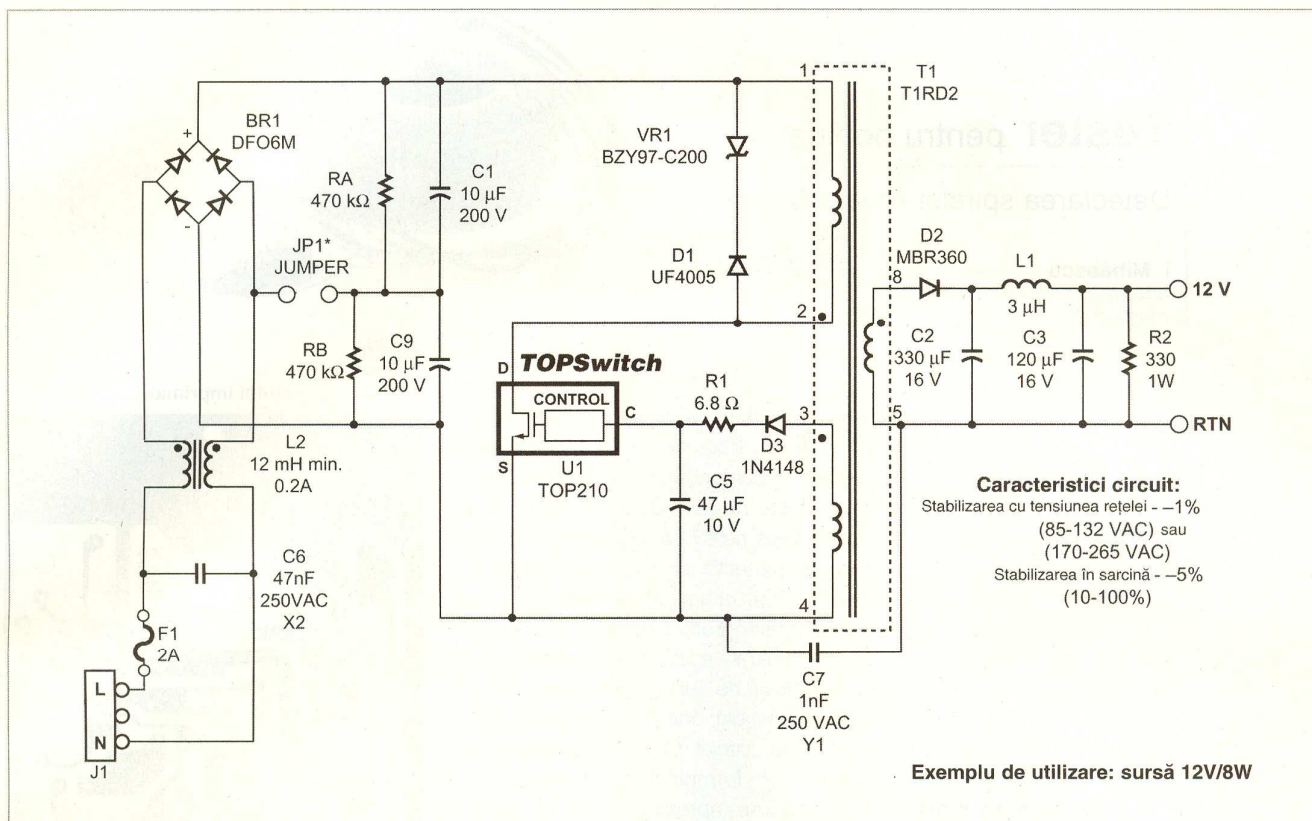 BR1
DFO6M
+
-
RA
470 kΩ
C1
10 µF
200 V
JP1*
JUMPER
RB
470 kΩ
C9
10 µF
200 V
L2
12 mH min.
0.2A
C6
47nF
250VAC
X2
F1
2A
L
N
J1
VR1
BZY97-C200
D1
UF4005
TOPSwitch
D
CONTROL
C
S
U1
TOP210
R1
6.8 Ω
D3
1N4148
C5
47 µF
10 V
1
2
3
4
T1
T1RD2
8
5
D2
MBR360
L1
3 µH
C2
330 µF
16 V
C3
120 µF
16 V
R2
330
1W
12 V
RTN
C7
1nF
250 VAC
Y1
Caracteristici circuit:
Stabilizarea cu tensiunea rețelei - –1%
(85-132 VAC) sau
(170-265 VAC)
Stabilizarea în sarcină - –5%
(10-100%)
Exemplu de utilizare: sursă 12V/8W